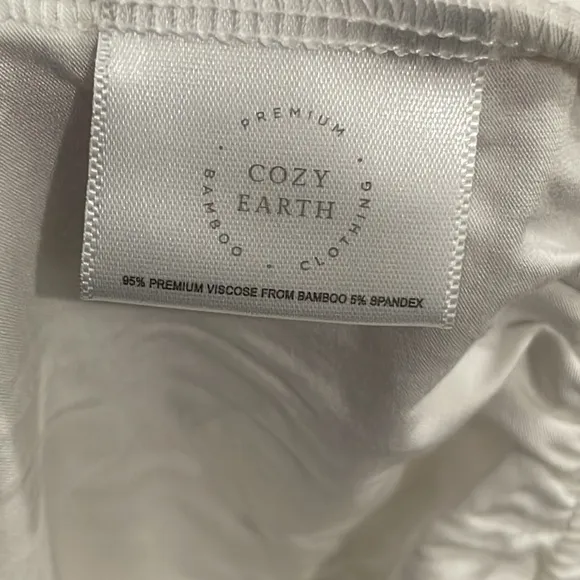 PREMIUM
BAMBOO · CLOTHING
COZY
EARTH
95% PREMIUM VISCOSE FROM BAMBOO 5% SPANDEX